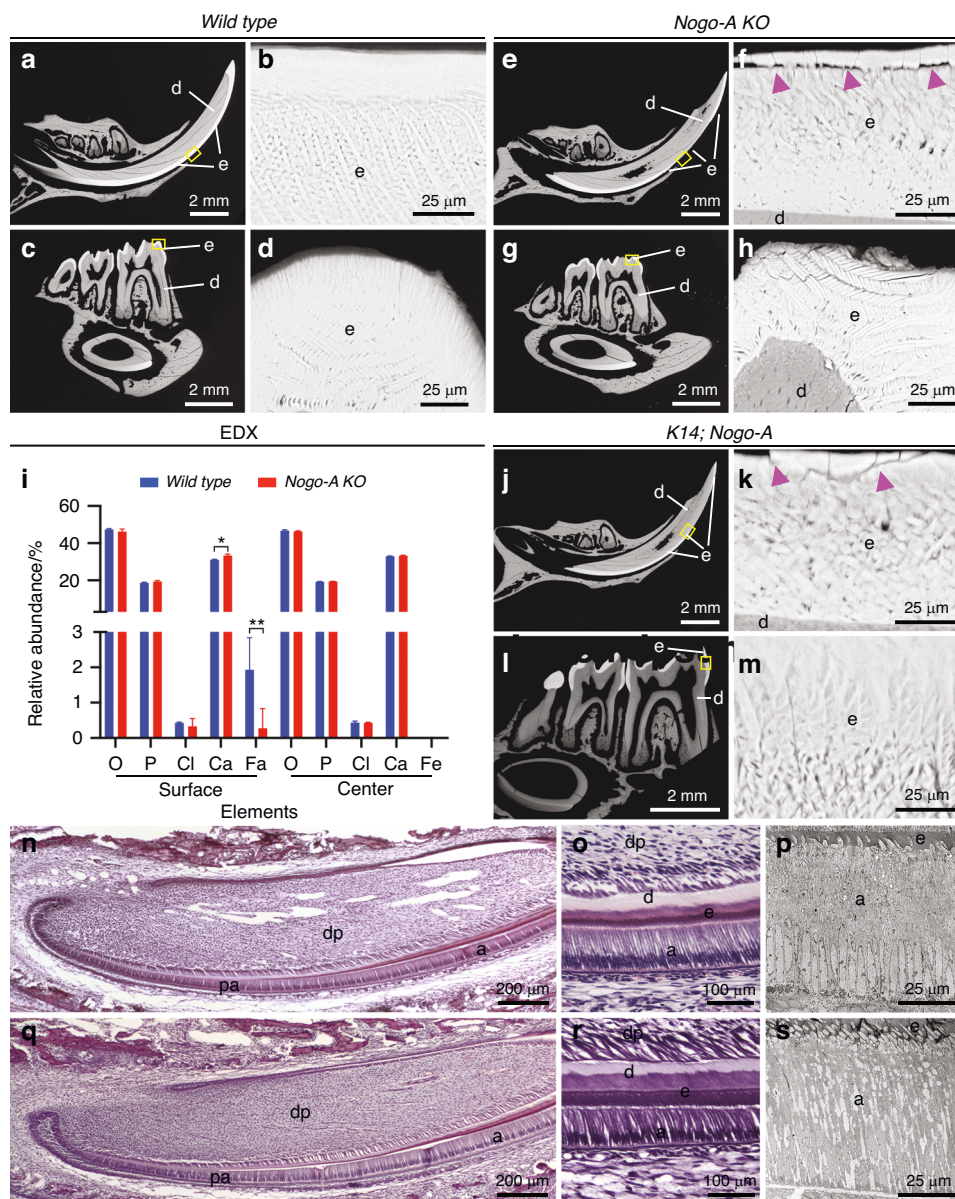 Wild type
Nogo-A KO
a
d
e
2 mm
b
e
25 µm
e
d
e
2 mm
f
e
d
25 µm
c
e
d
2 mm
d
e
25 µm
g
e
d
2 mm
h
e
d
25 µm
EDX
K14; Nogo-A
i
Wild type
Nogo-A KO
Relative abundance/%
60
40
20
3
2
1
0
*
**
O P Cl Ca Fa O P Cl Ca Fe
Surface Center
Elements
j
d
e
2 mm
k
e
d
25 µm
l
e
d
2 mm
m
e
25 µm
n
dp
a
pa
200 µm
o
dp
d
e
a
100 µm
p
e
a
25 µm
q
dp
a
pa
200 µm
r
dp
d
e
a
100 µm
s
e
a
25 µm